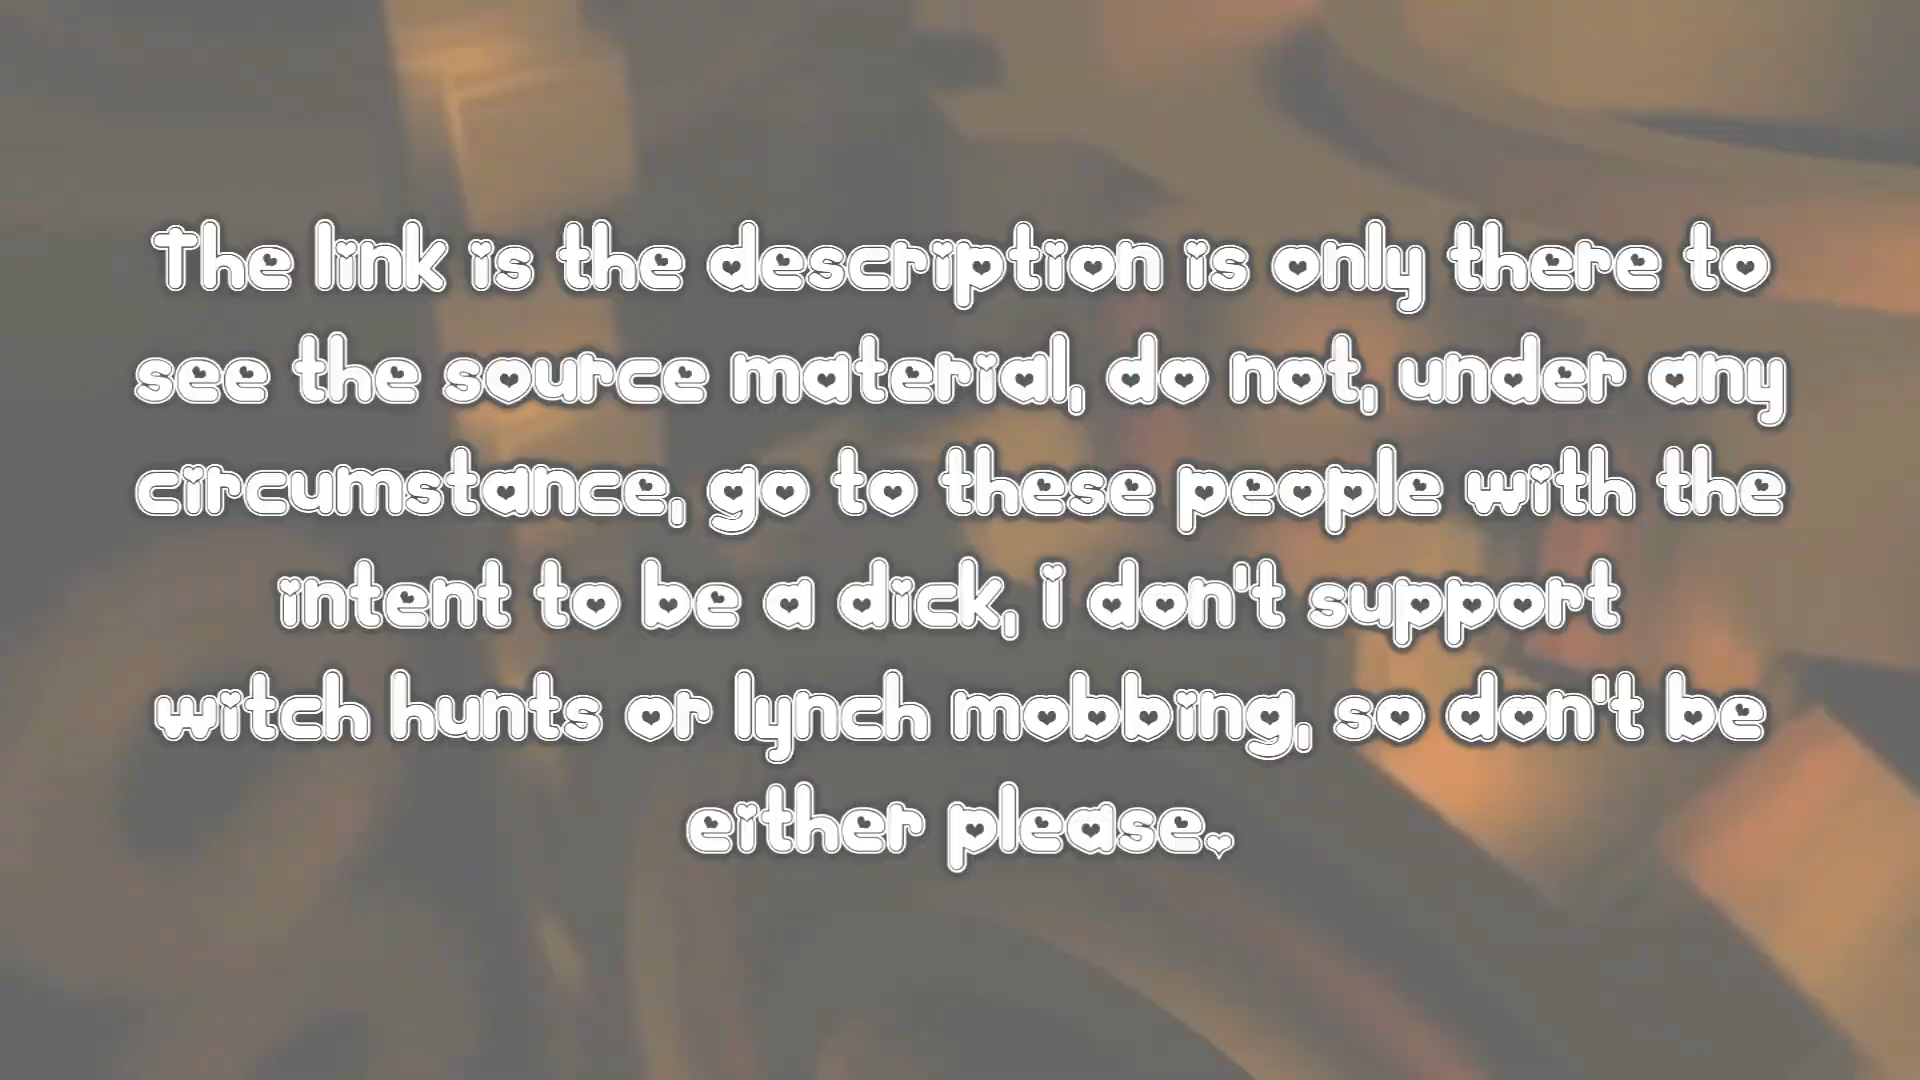 The link is the description is only there to
see the source material, do not, under any
circumstance, go to these people with the
intent to be a dick, i don't support
witch hunts or lynch mobbing, so don't be
either please.